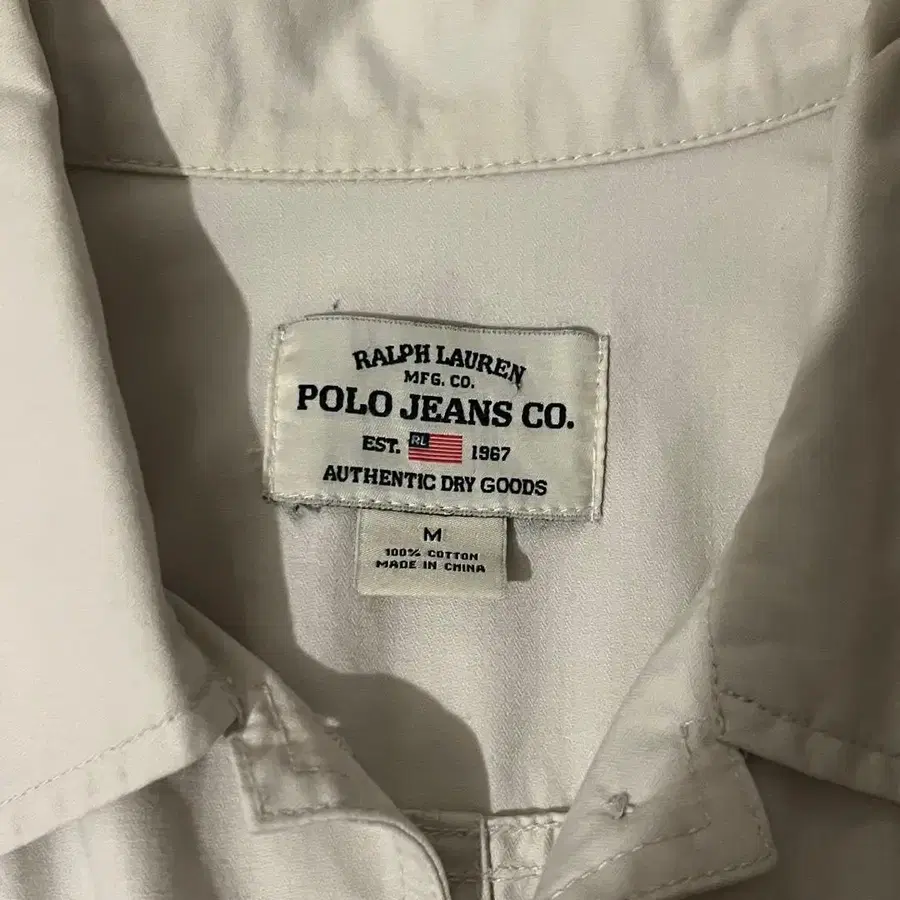 RALPH LAUREN
MFG. CO.
POLO JEANS CO.
EST. RL 1967
AUTHENTIC DRY GOODS
M
100% COTTON
MADE IN CHINA